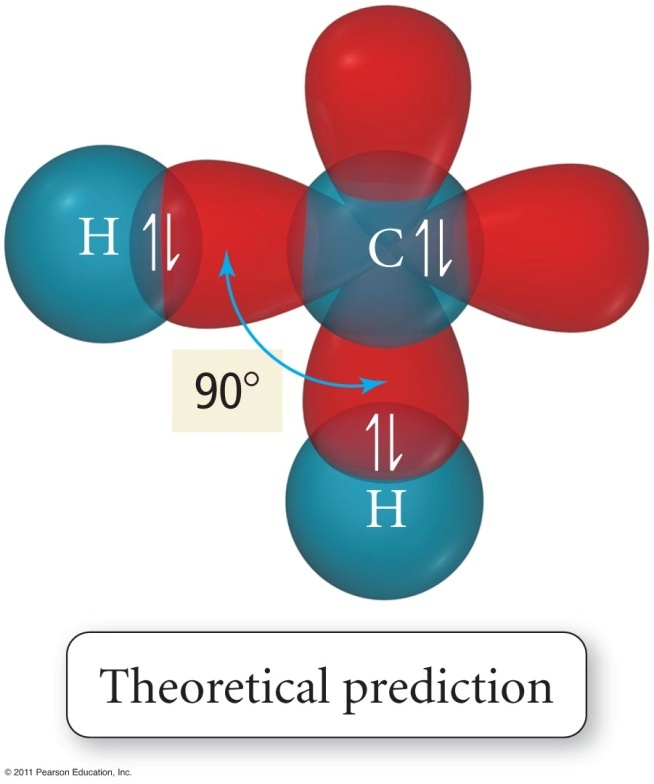 H
C
90°
H
Theoretical prediction
© 2011 Pearson Education, Inc.